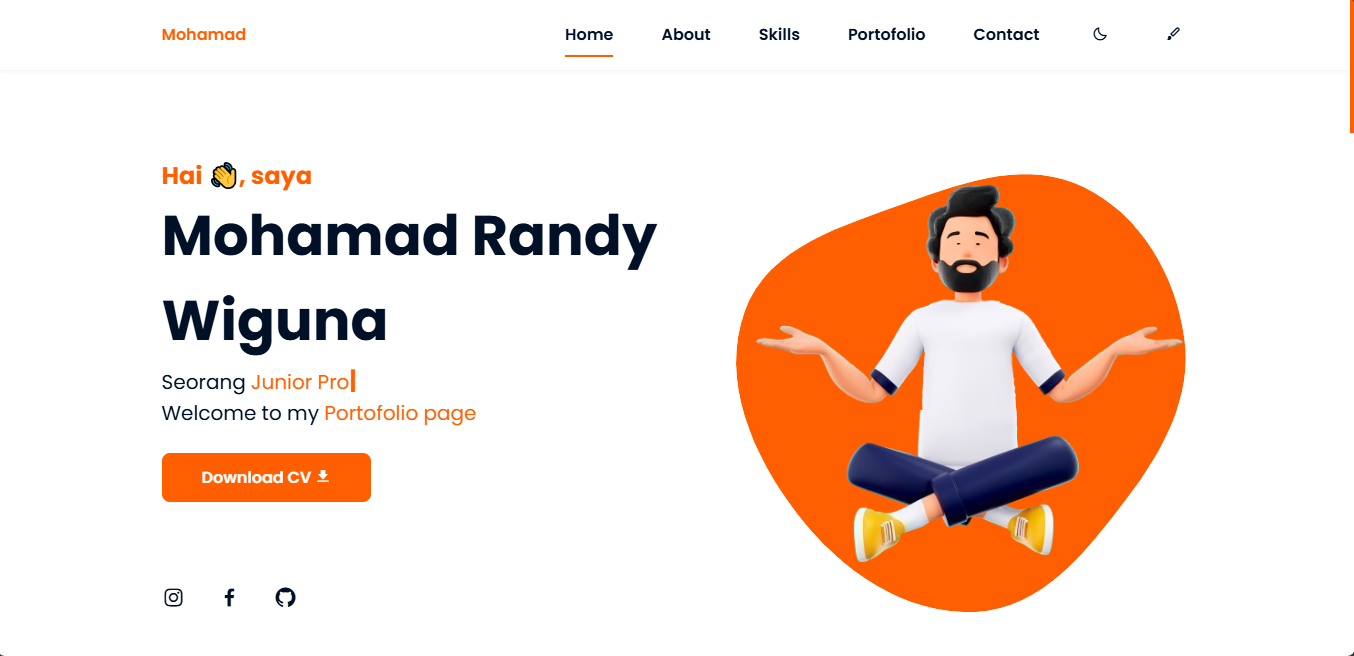 Mohamad
Home About Skills Portofolio Contact
Hai 👋, saya
Mohamad Randy
Wiguna
Seorang Junior Pro
Welcome to my Portofolio page
Download CV